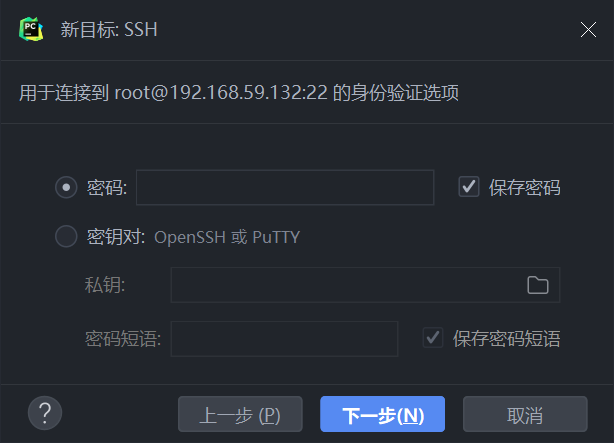 PC
新目标: SSH
用于连接到 root@192.168.59.132:22 的身份验证选项
密码: 保存密码
密钥对: OpenSSH 或 PuTTY
私钥:
密码短语: 保存密码短语
? 上一步 (P) 下一步(N) 取消